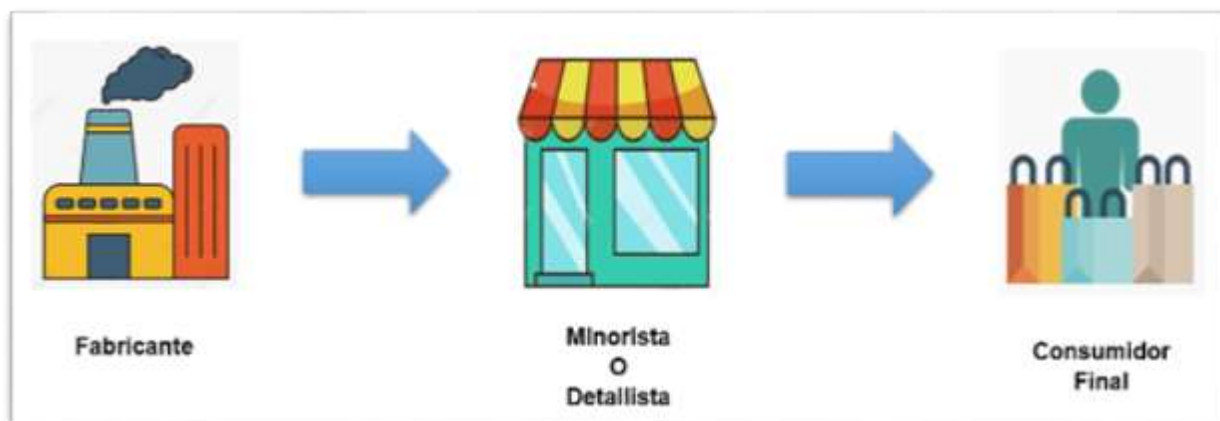 Fabricante
Minorista
O
Detallista
Consumidor
Final